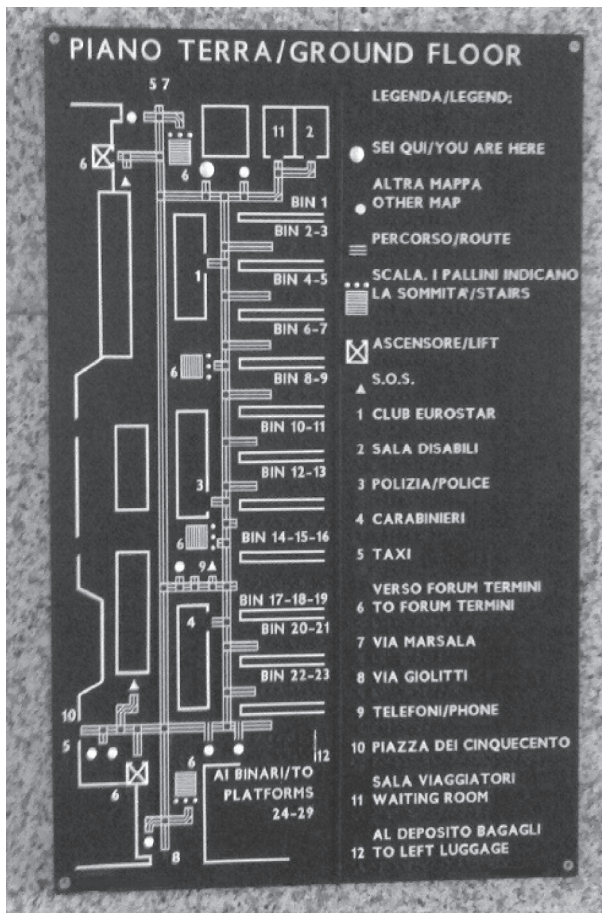 PIANO TERRA/GROUND FLOOR
5 7
11
2
6
6
BIN 1
BIN 2-3
1
BIN 4-5
BIN 6-7
6
BIN 8-9
BIN 10-11
BIN 12-13
3
6
BIN 14-15-16
9
BIN 17-18-19
4
BIN 20-21
BIN 22-23
10
5
6
6
12
AI BINARI/TO
PLATFORMS
24-29
8
LEGENDA/LEGEND:
SEI QUI/YOU ARE HERE
ALTRA MAPPA
OTHER MAP
PERCORSO/ROUTE
SCALA. I PALLINI INDICANO
LA SOMMITA'/STAIRS
ASCENSORE/LIFT
S.O.S.
1 CLUB EUROSTAR
2 SALA DISABILI
3 POLIZIA/POLICE
4 CARABINIERI
5 TAXI
VERSO FORUM TERMINI
6 TO FORUM TERMINI
7 VIA MARSALA
8 VIA GIOLITTI
9 TELEFONI/PHONE
10 PIAZZA DEI CINQUECENTO
SALA VIAGGIATORI
11 WAITING ROOM
AL DEPOSITO BAGAGLI
12 TO LEFT LUGGAGE